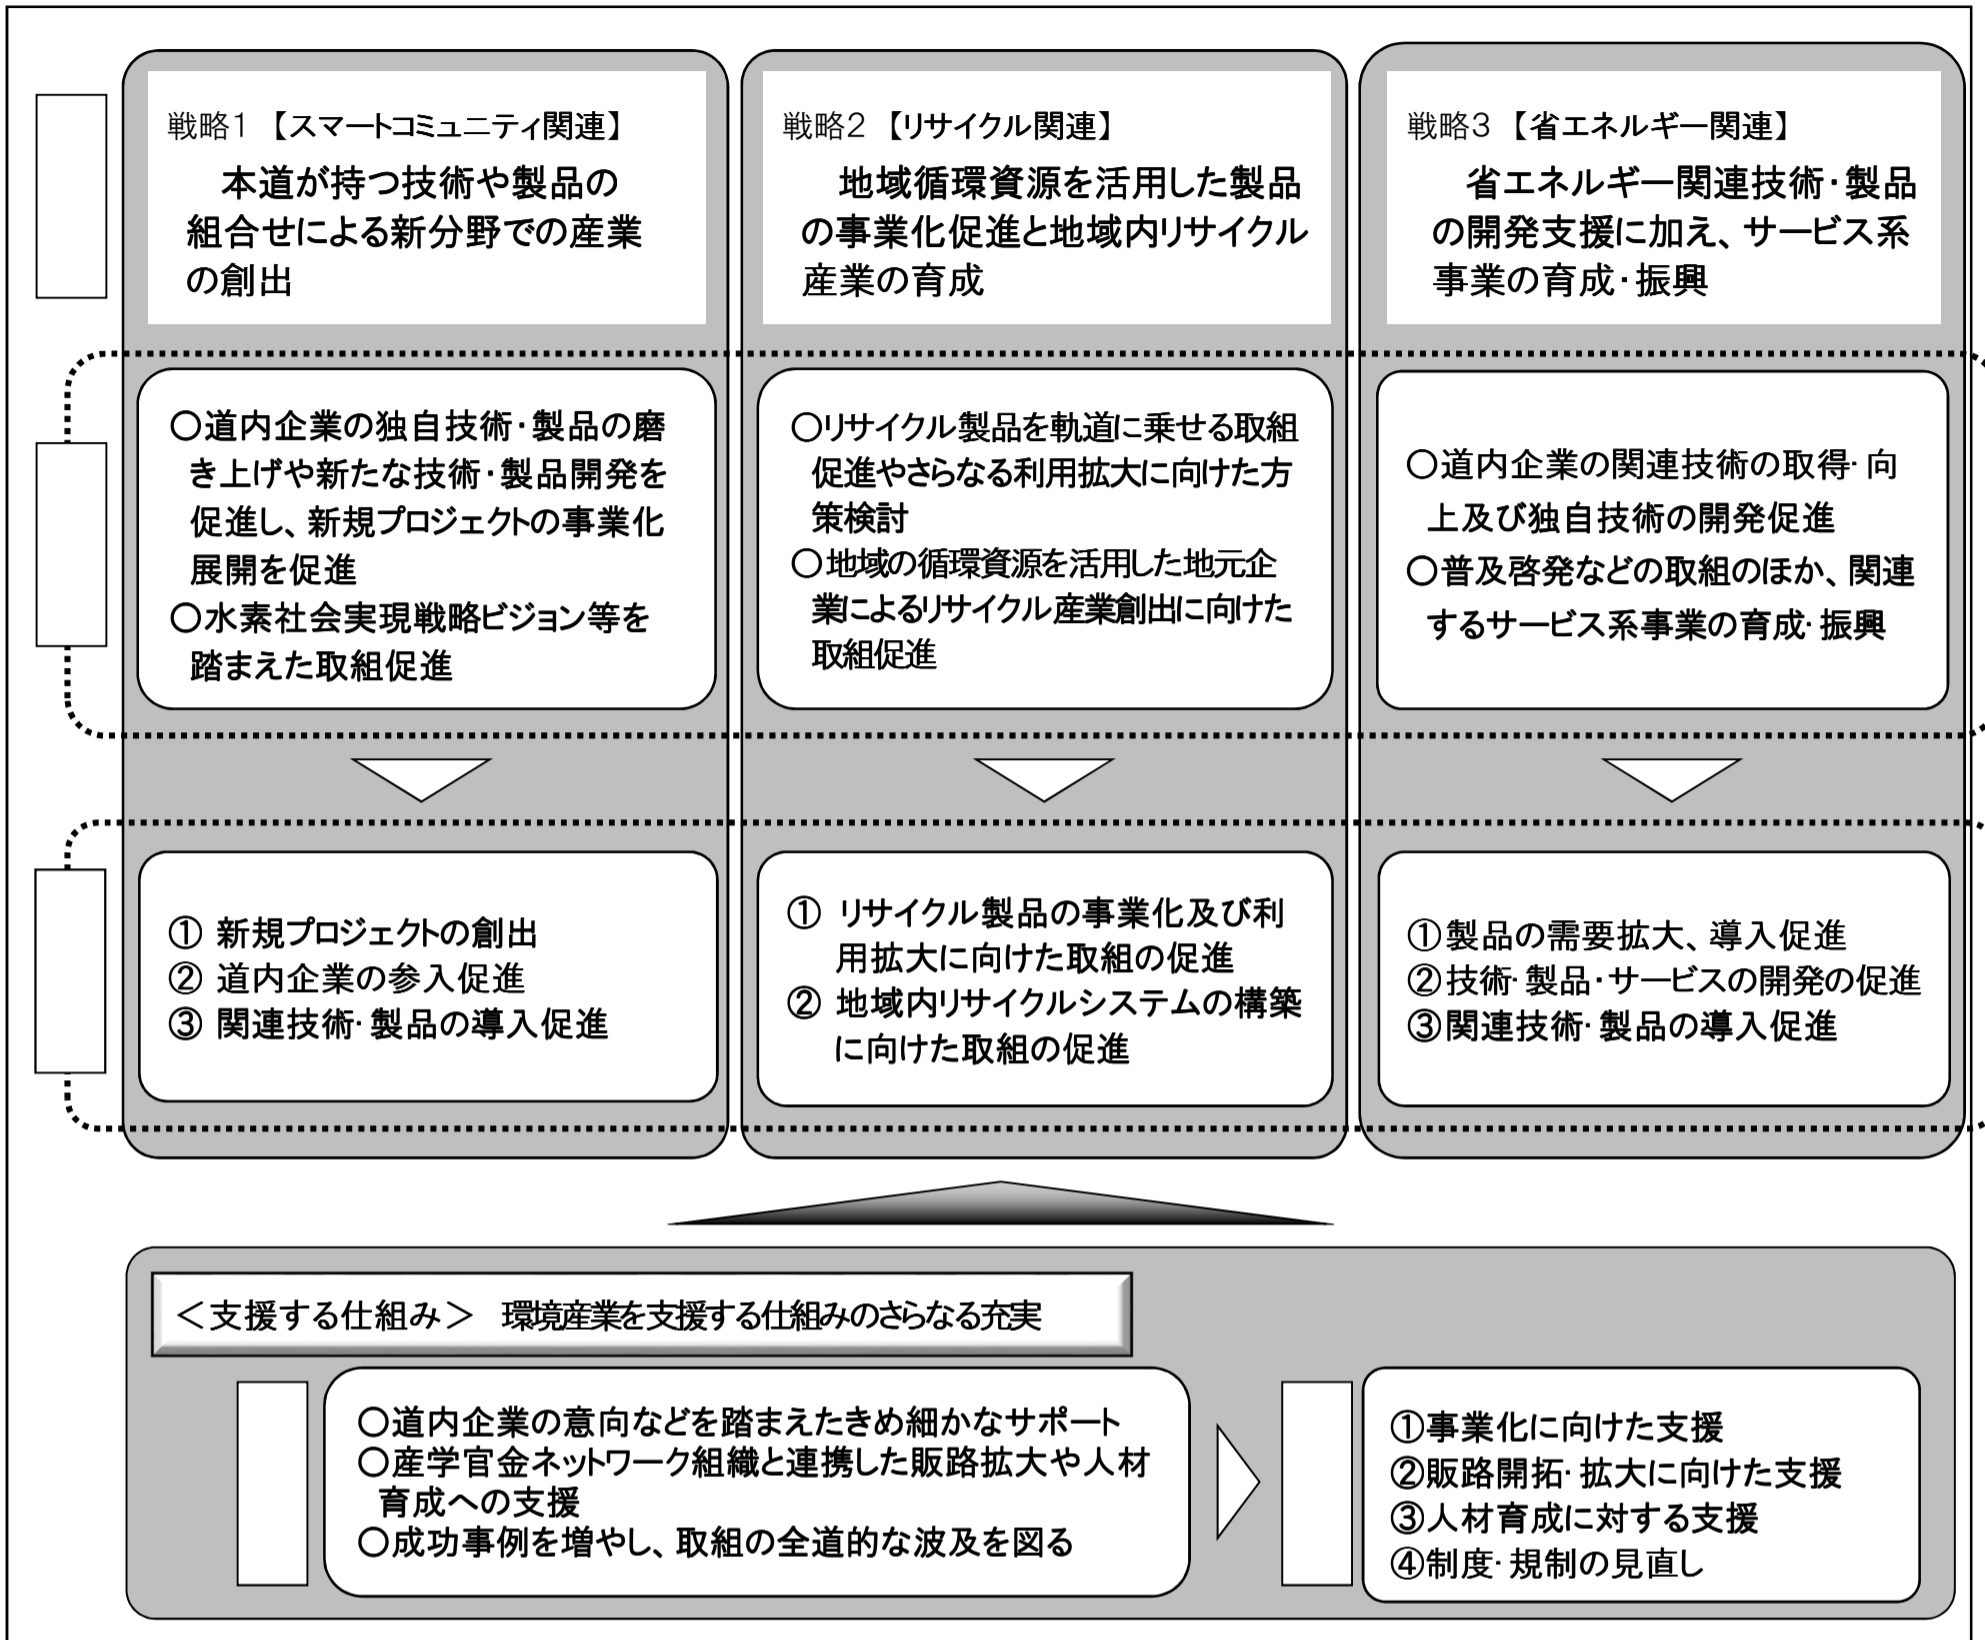 戦略1 【スマートコミュニティ関連】
本道が持つ技術や製品の
組合せによる新分野での産業
の創出
○道内企業の独自技術・製品の磨
き上げや新たな技術・製品開発を
促進し、新規プロジェクトの事業化
展開を促進
○水素社会実現戦略ビジョン等を
踏まえた取組促進
① 新規プロジェクトの創出
② 道内企業の参入促進
③ 関連技術・製品の導入促進
戦略2 【リサイクル関連】
地域循環資源を活用した製品
の事業化促進と地域内リサイクル
産業の育成
○リサイクル製品を軌道に乗せる取組
促進やさらなる利用拡大に向けた方
策検討
○地域の循環資源を活用した地元企
業によるリサイクル産業創出に向けた
取組促進
① リサイクル製品の事業化及び利
用拡大に向けた取組の促進
② 地域内リサイクルシステムの構築
に向けた取組の促進
戦略3 【省エネルギー関連】
省エネルギー関連技術・製品
の開発支援に加え、サービス系
事業の育成・振興
○道内企業の関連技術の取得・向
上及び独自技術の開発促進
○普及啓発などの取組のほか、関連
するサービス系事業の育成・振興
①製品の需要拡大、導入促進
②技術・製品・サービスの開発の促進
③関連技術・製品の導入促進
＜支援する仕組み＞ 環境産業を支援する仕組みのさらなる充実
○道内企業の意向などを踏まえたきめ細かなサポート
○産学官金ネットワーク組織と連携した販路拡大や人材
育成への支援
○成功事例を増やし、取組の全道的な波及を図る
①事業化に向けた支援
②販路開拓・拡大に向けた支援
③人材育成に対する支援
④制度・規制の見直し